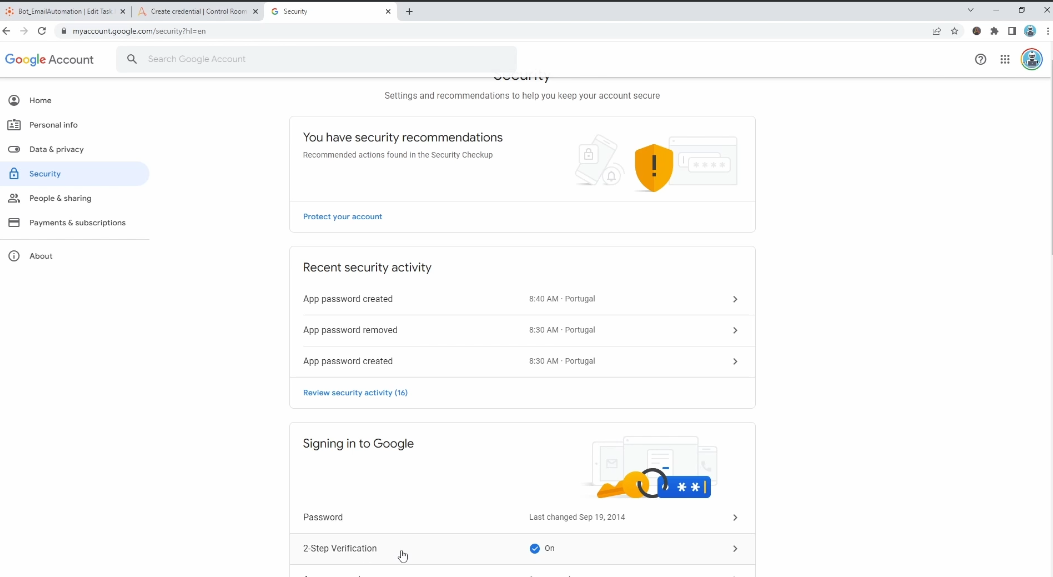 Bot_EmailAutomation | Edit Task
Create credential | Control Room
Security
myaccount.google.com/security?hl=en
Google Account
Search Google Account
Home
Personal info
Data & privacy
Security
People & sharing
Payments & subscriptions
About
Security
Settings and recommendations to help you keep your account secure
You have security recommendations
Recommended actions found in the Security Checkup
Protect your account
Recent security activity
App password created 8:40 AM · Portugal
App password removed 8:30 AM · Portugal
App password created 8:30 AM · Portugal
Review security activity (16)
Signing in to Google
Password Last changed Sep 19, 2014
2-Step Verification On